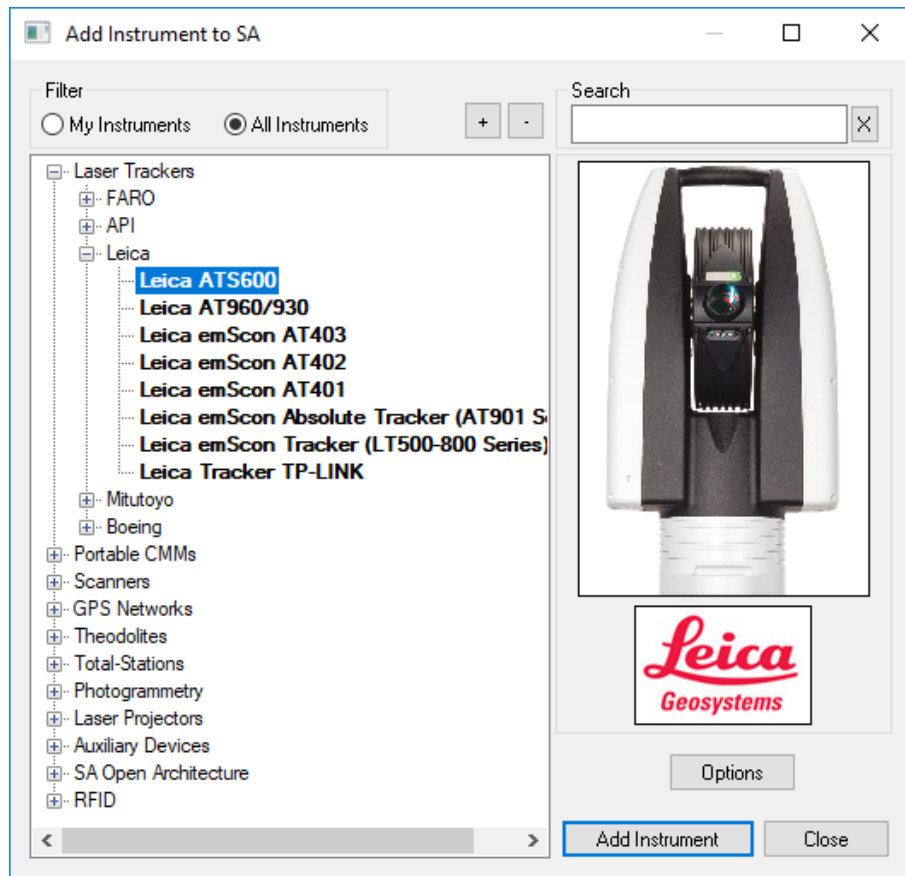 Add Instrument to SA
Filter
My Instruments
All Instruments
+
-
Search
X
Laser Trackers
FARO
API
Leica
Leica ATS600
Leica AT960/930
Leica emScon AT403
Leica emScon AT402
Leica emScon AT401
Leica emScon Absolute Tracker (AT901 S
Leica emScon Tracker (LT500-800 Series)
Leica Tracker TP-LINK
Mitutoyo
Boeing
Portable CMMs
Scanners
GPS Networks
Theodolites
Total-Stations
Photogrammetry
Laser Projectors
Auxiliary Devices
SA Open Architecture
RFID
Leica
Geosystems
Options
Add Instrument
Close